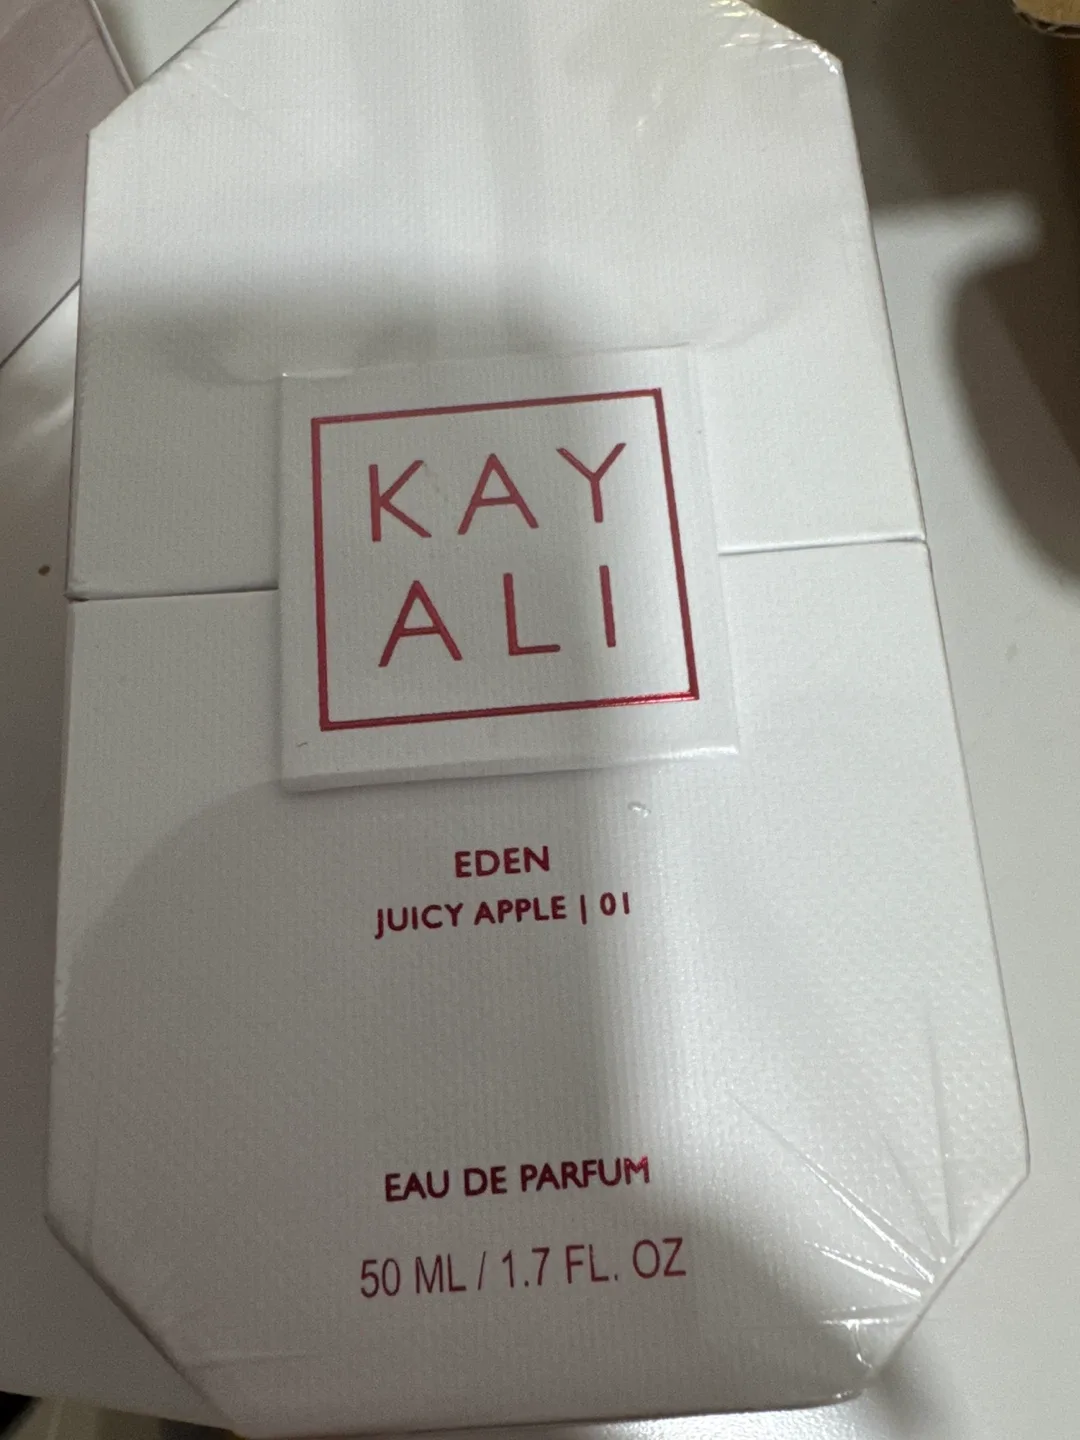 KAY
ALI
EDEN
JUICY APPLE | 01
EAU DE PARFUM
50 ML / 1.7 FL. OZ